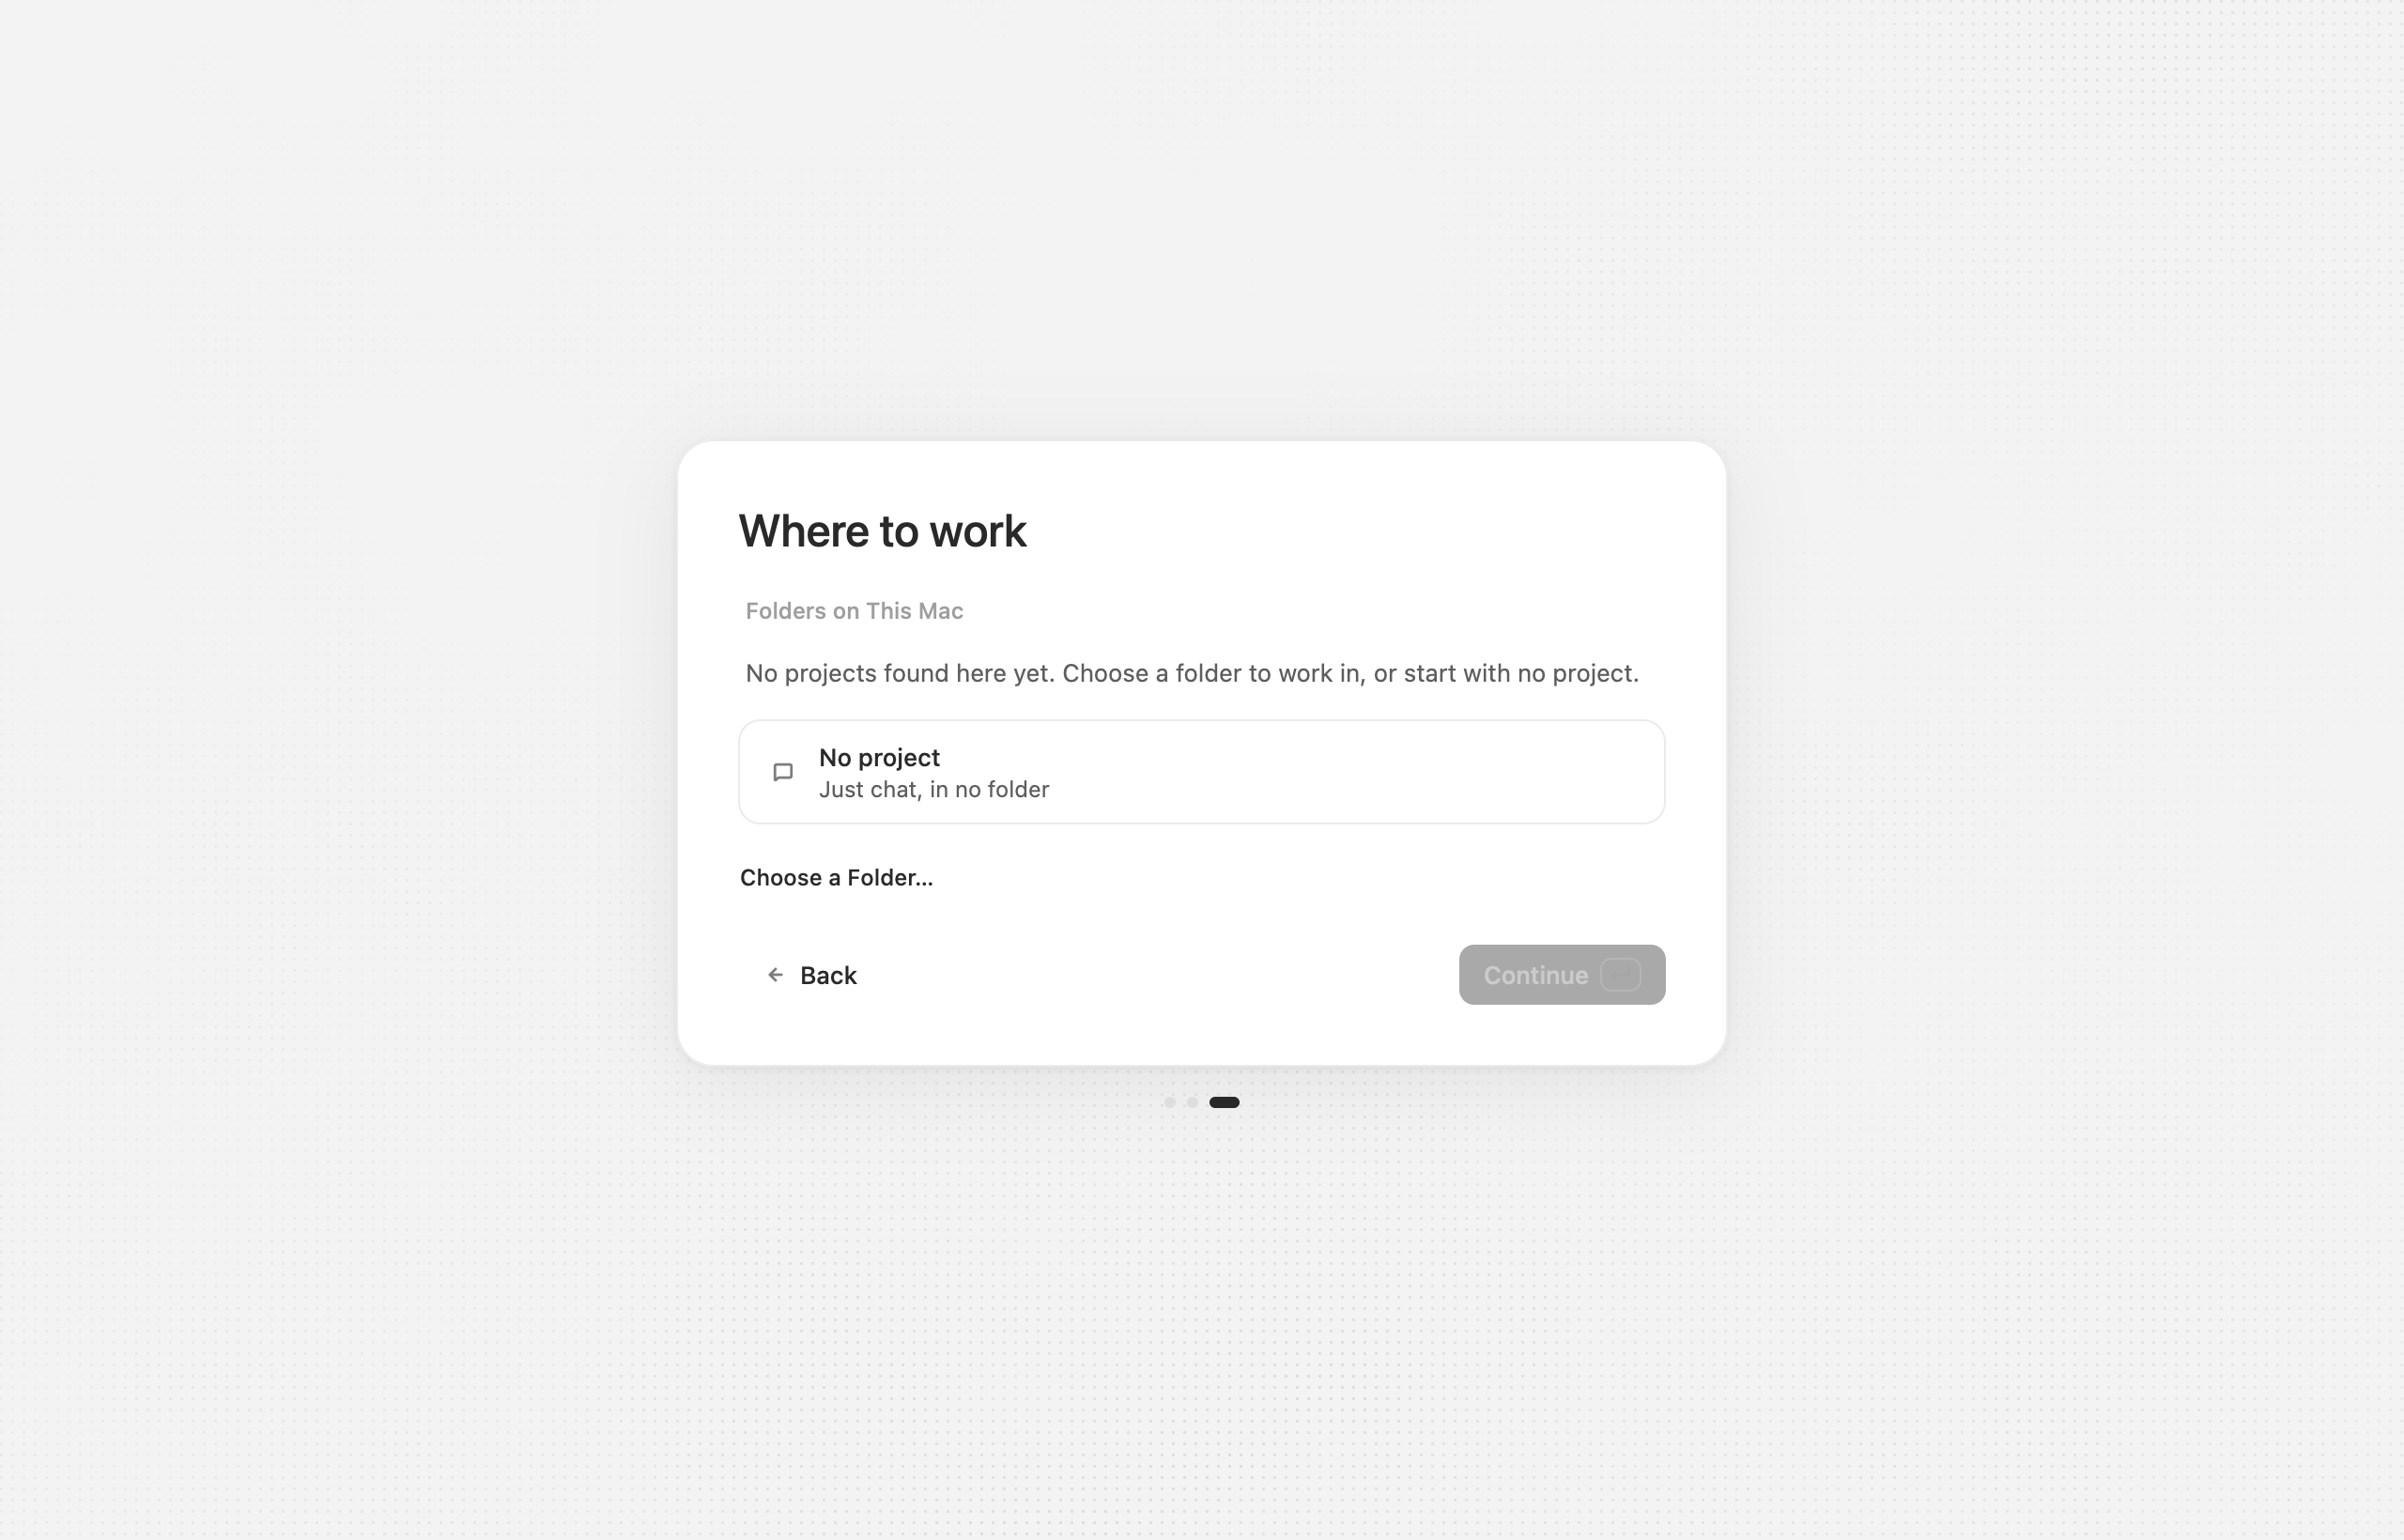 Where to work
Folders on This Mac
No projects found here yet. Choose a folder to work in, or start with no project.
No project
Just chat, in no folder
Choose a Folder...
Back
Continue